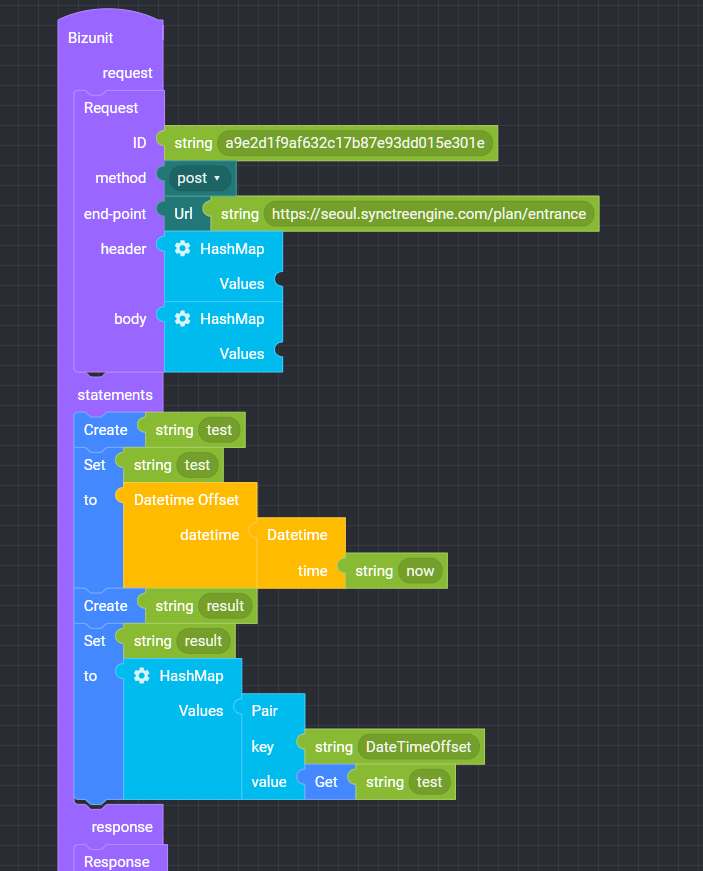 Bizunit
request
Request
ID string a9e2d1f9af632c17b87e93dd015e301e
method post
end-point Url string https://seoul.synctreengine.com/plan/entrance
header HashMap
Values
body HashMap
Values
statements
Create string test
Set string test
to Datetime Offset
datetime Datetime
time string now
Create string result
Set string result
to HashMap
Values Pair
key string DateTimeOffset
value Get string test
response
Response